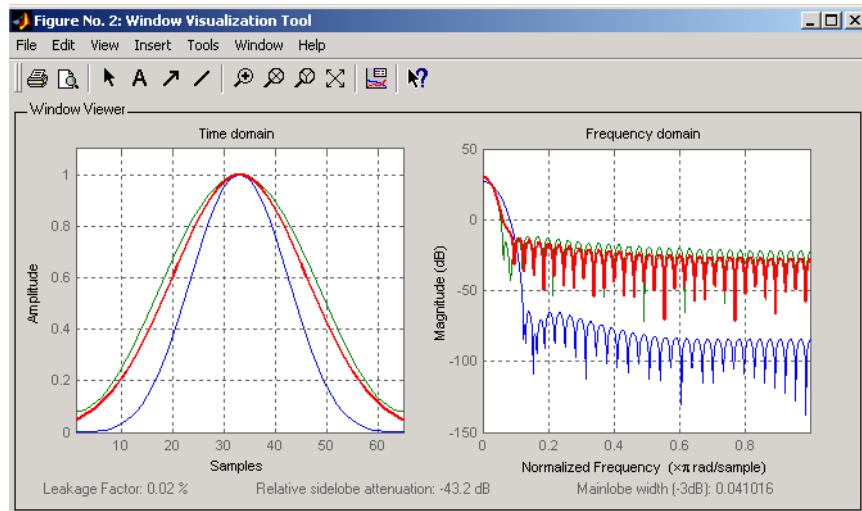 Figure No. 2: Window Visualization Tool
File Edit View Insert Tools Window Help
A
Window Viewer
Time domain
Amplitude
1
0.8
0.6
0.4
0.2
0
10 20 30 40 50 60
Samples
Frequency domain
Magnitude (dB)
50
0
-50
-100
-150
0 0.2 0.4 0.6 0.8
Normalized Frequency (×π rad/sample)
Leakage Factor: 0.02 % Relative sidelobe attenuation: -43.2 dB Mainlobe width (-3dB): 0.041016